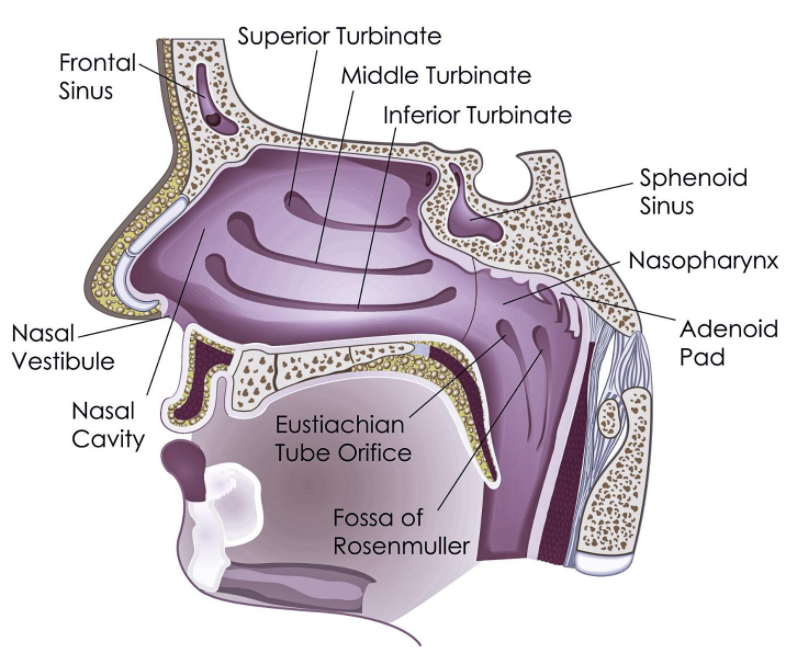 Superior Turbinate
Frontal
Sinus
Middle Turbinate
Inferior Turbinate
Sphenoid
Sinus
Nasopharynx
Adenoid
Pad
Nasal
Vestibule
Nasal
Cavity
Eustiachian
Tube Orifice
Fossa of
Rosenmuller